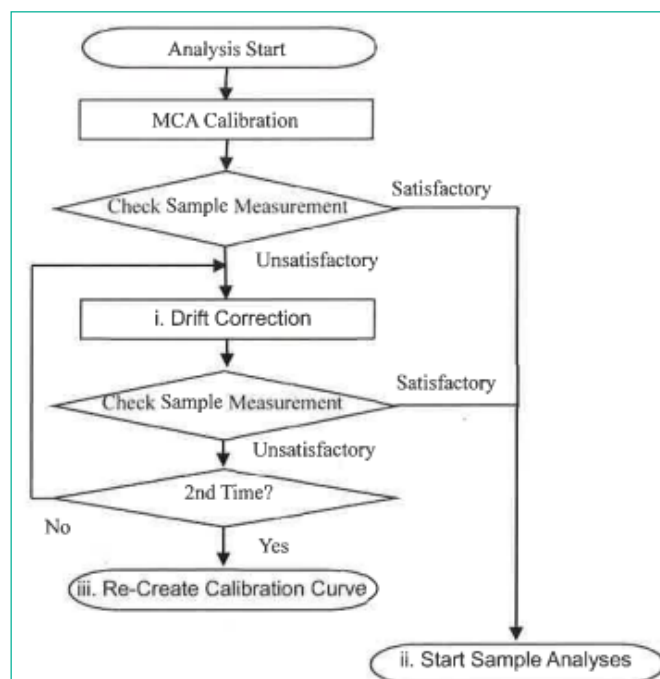 Analysis Start
MCA Calibration
Satisfactory
Check Sample Measurement
Unsatisfactory
i. Drift Correction
Satisfactory
Check Sample Measurement
Unsatisfactory
2nd Time?
No
Yes
iii. Re-Create Calibration Curve
ii. Start Sample Analyses